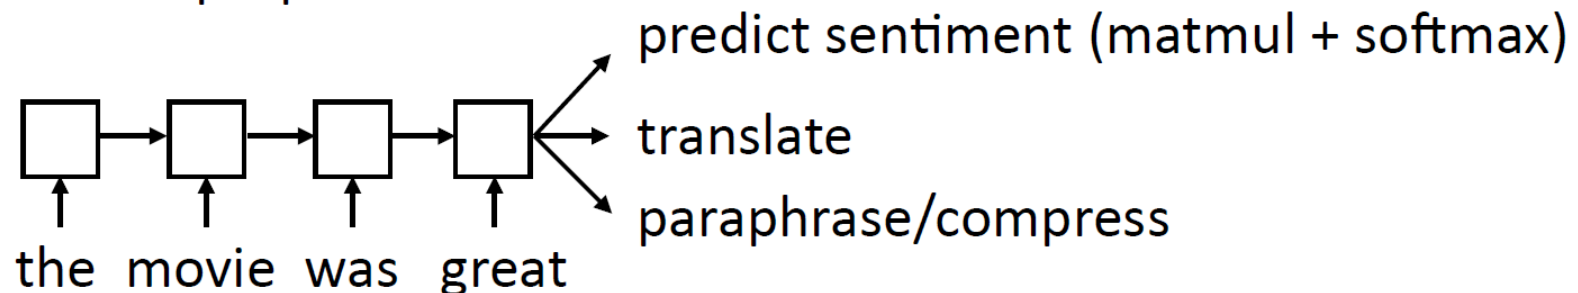 predict sentiment (matmul + softmax)
translate
paraphrase/compress
the movie was great